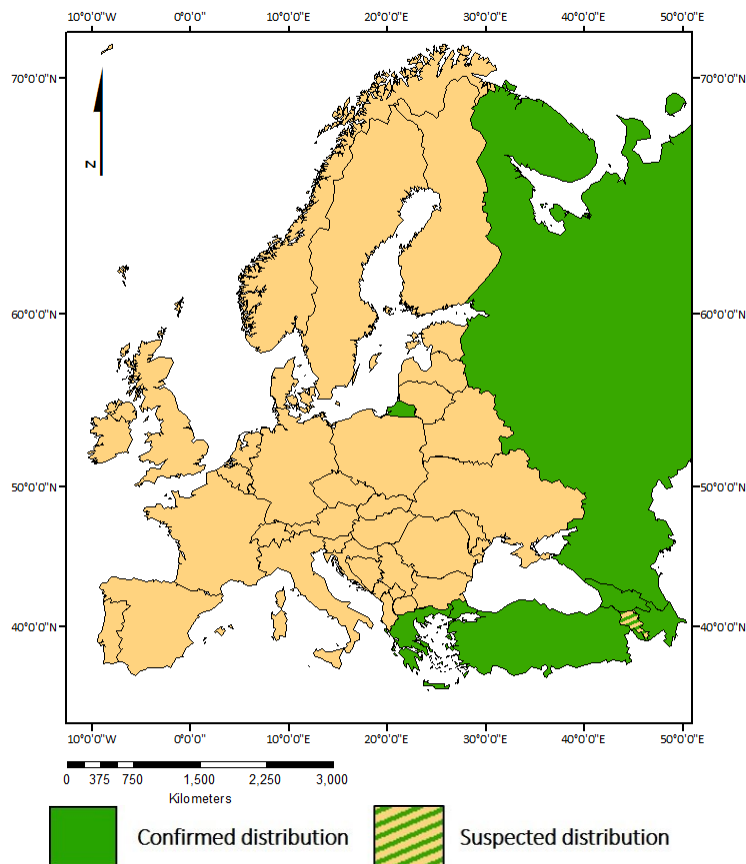 10°0'0"W 0°0'0" 10°0'0"E 20°0'0"E 30°0'0"E 40°0'0"E 50°0'0"E
70°0'0"N 70°0'0"N
N
60°0'0"N 60°0'0"N
50°0'0"N 50°0'0"N
40°0'0"N 40°0'0"N
10°0'0"W 0°0'0" 10°0'0"E 20°0'0"E 30°0'0"E 40°0'0"E 50°0'0"E
0 375 750 1,500 2,250 3,000
Kilometers
Confirmed distribution Suspected distribution